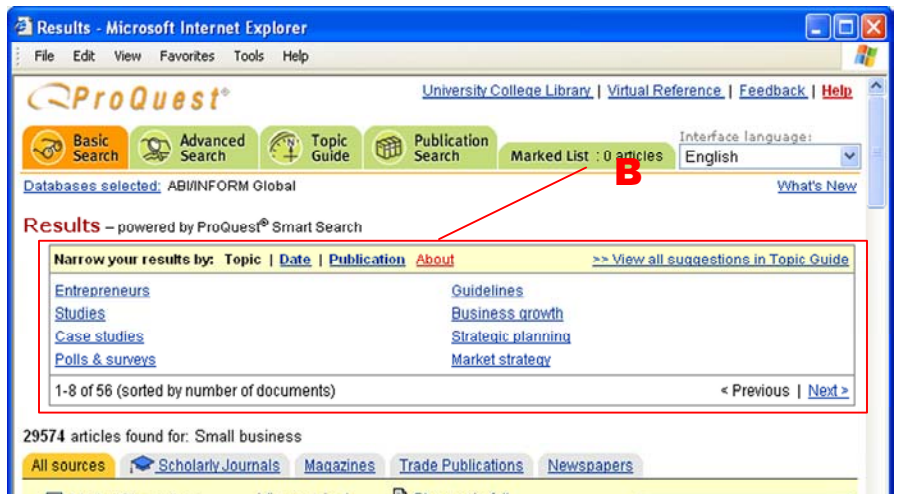 Results - Microsoft Internet Explorer
File Edit View Favorites Tools Help
ProQuest®
University College Library | Virtual Reference | Feedback | Help
Basic Search
Advanced Search
Topic Guide
Publication Search
Marked List : 0 articles
Interface language:
English
B
Databases selected: ABI/INFORM Global
What's New
Results – powered by ProQuest® Smart Search
Narrow your results by: Topic | Date | Publication About >> View all suggestions in Topic Guide
Entrepreneurs Guidelines
Studies Business growth
Case studies Strategic planning
Polls & surveys Market strategy
1-8 of 56 (sorted by number of documents) < Previous | Next >
29574 articles found for: Small business
All sources Scholarly Journals Magazines Trade Publications Newspapers